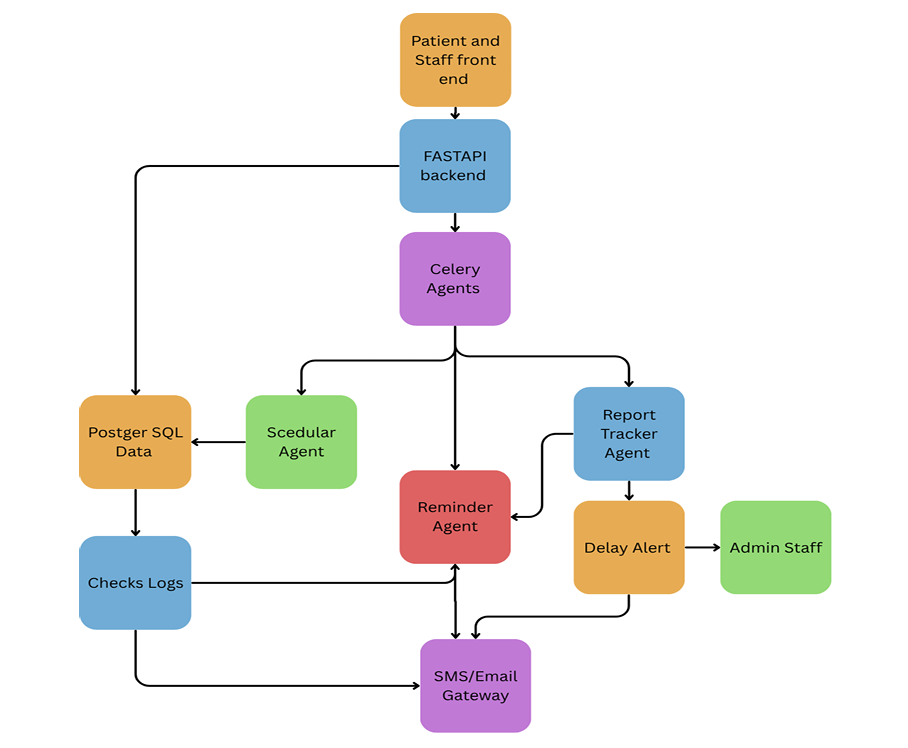 Patient and
Staff front
end
FASTAPI
backend
Celery
Agents
Postger SQL
Data
Scedular
Agent
Report
Tracker
Agent
Reminder
Agent
Delay Alert
Admin Staff
Checks Logs
SMS/Email
Gateway